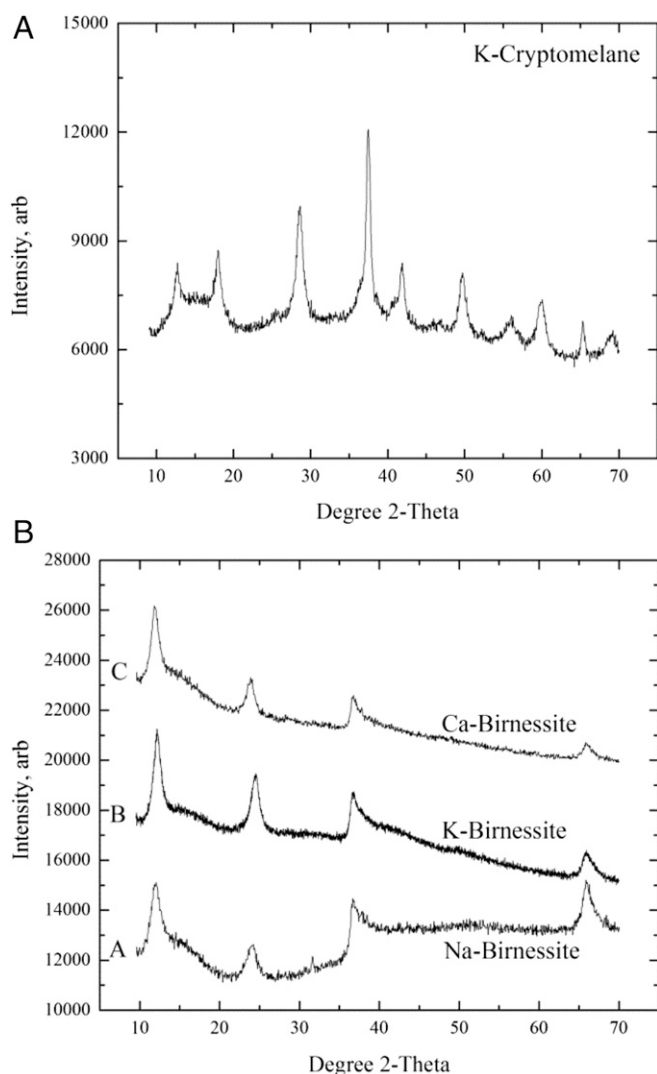 A
K-Cryptomelane
15000
12000
9000
6000
3000
Intensity, arb
10 20 30 40 50 60 70
Degree 2-Theta
B
28000
26000
24000
22000
20000
18000
16000
14000
12000
10000
Intensity, arb
C
Ca-Birnessite
B
K-Birnessite
A
Na-Birnessite
10 20 30 40 50 60 70
Degree 2-Theta